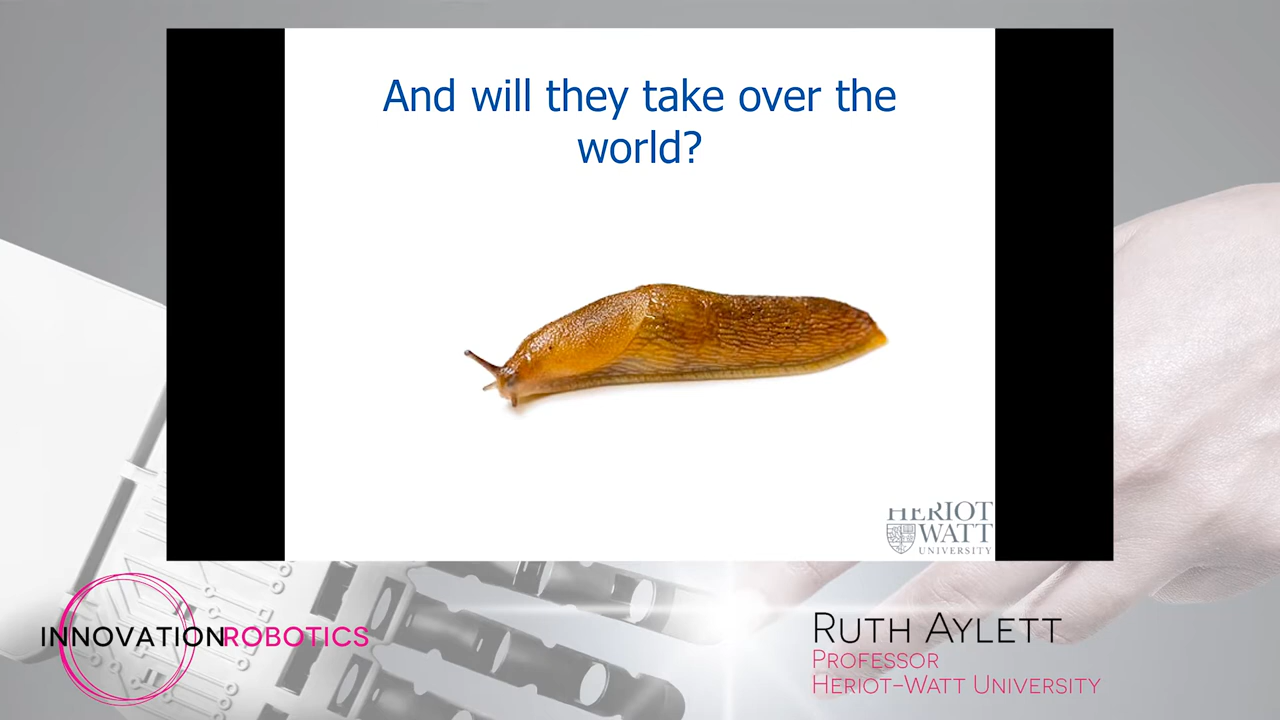 And will they take over the
world?
HERIOT
WATT
UNIVERSITY
INNOVATIONROBOTICS
RUTH AYLETT
PROFESSOR
HERIOT-WATT UNIVERSITY